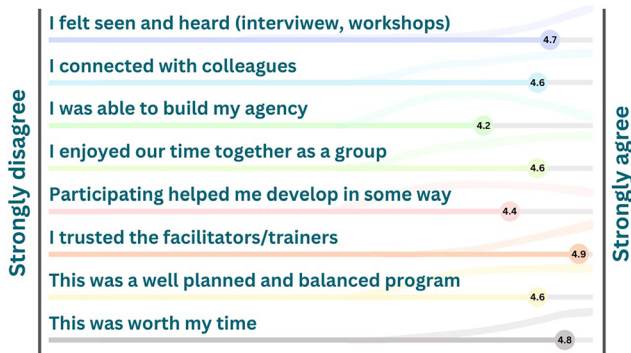 Strongly disagree
I felt seen and heard (interviwew, workshops)
4.7
I connected with colleagues
4.6
I was able to build my agency
4.2
I enjoyed our time together as a group
4.6
Participating helped me develop in some way
4.4
I trusted the facilitators/trainers
4.9
This was a well planned and balanced program
4.6
This was worth my time
4.8
Strongly agree